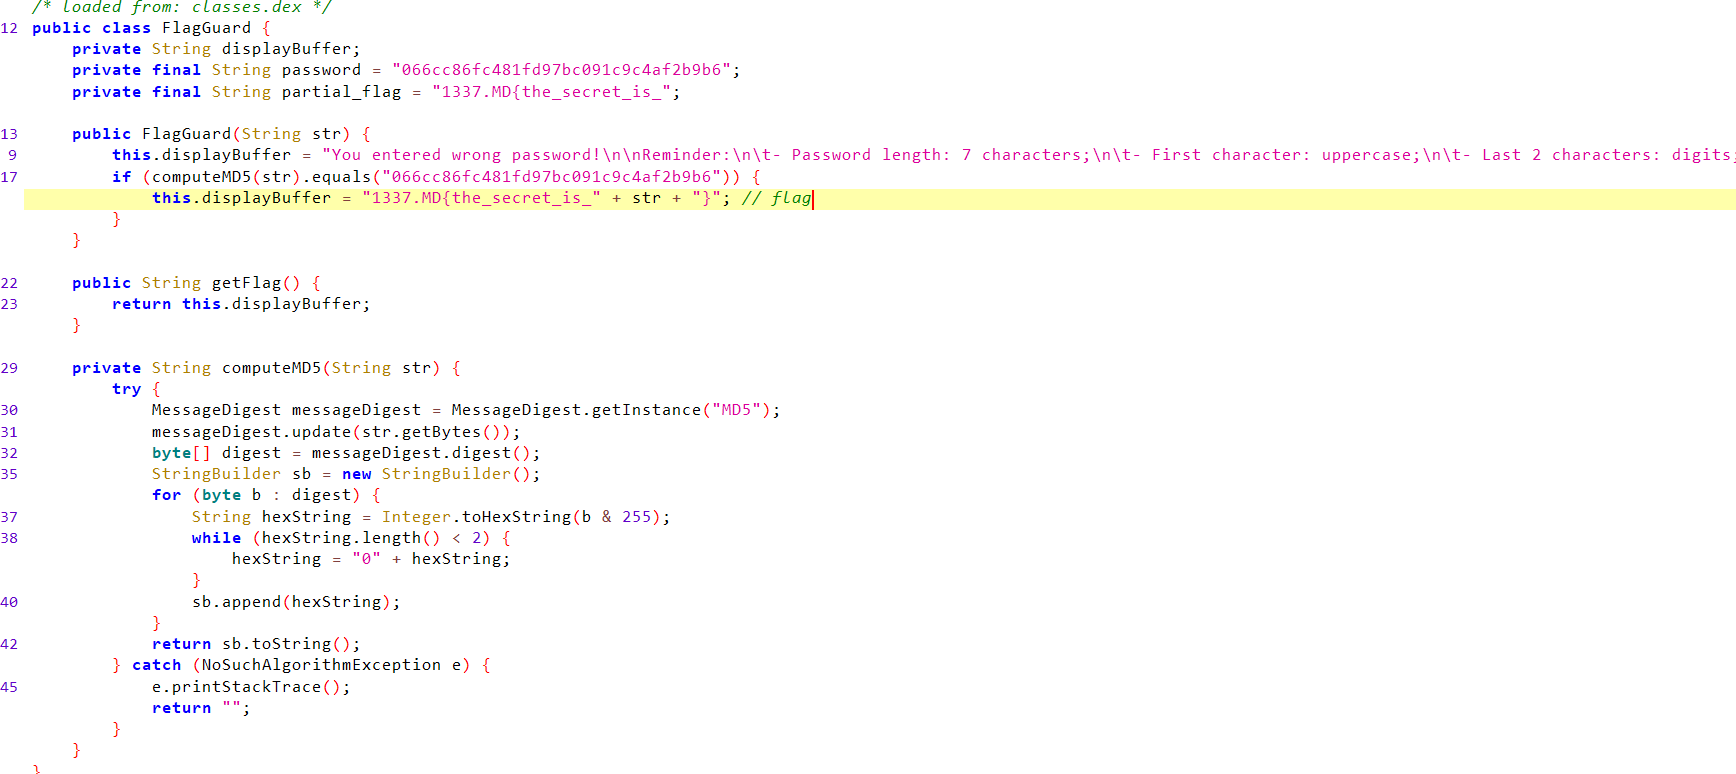 /* loaded from: classes.dex */
12 public class FlagGuard {
private String displayBuffer;
private final String password = "066cc86fc481fd97bc091c9c4af2b9b6";
private final String partial_flag = "1337.MD{the_secret_is_";
13 public FlagGuard(String str) {
9 this.displayBuffer = "You entered wrong password!\n\nReminder:\n\t- Password length: 7 characters;\n\t- First character: uppercase;\n\t- Last 2 characters: digits;
17 if (computeMD5(str).equals("066cc86fc481fd97bc091c9c4af2b9b6")) {
this.displayBuffer = "1337.MD{the_secret_is_" + str + "}"; // flag
}
}
22 public String getFlag() {
23 return this.displayBuffer;
}
29 private String computeMD5(String str) {
try {
30 MessageDigest messageDigest = MessageDigest.getInstance("MD5");
31 messageDigest.update(str.getBytes());
32 byte[] digest = messageDigest.digest();
35 StringBuilder sb = new StringBuilder();
for (byte b : digest) {
37 String hexString = Integer.toHexString(b & 255);
38 while (hexString.length() < 2) {
hexString = "0" + hexString;
}
40 sb.append(hexString);
}
42 return sb.toString();
} catch (NoSuchAlgorithmException e) {
45 e.printStackTrace();
return "";
}
}
}